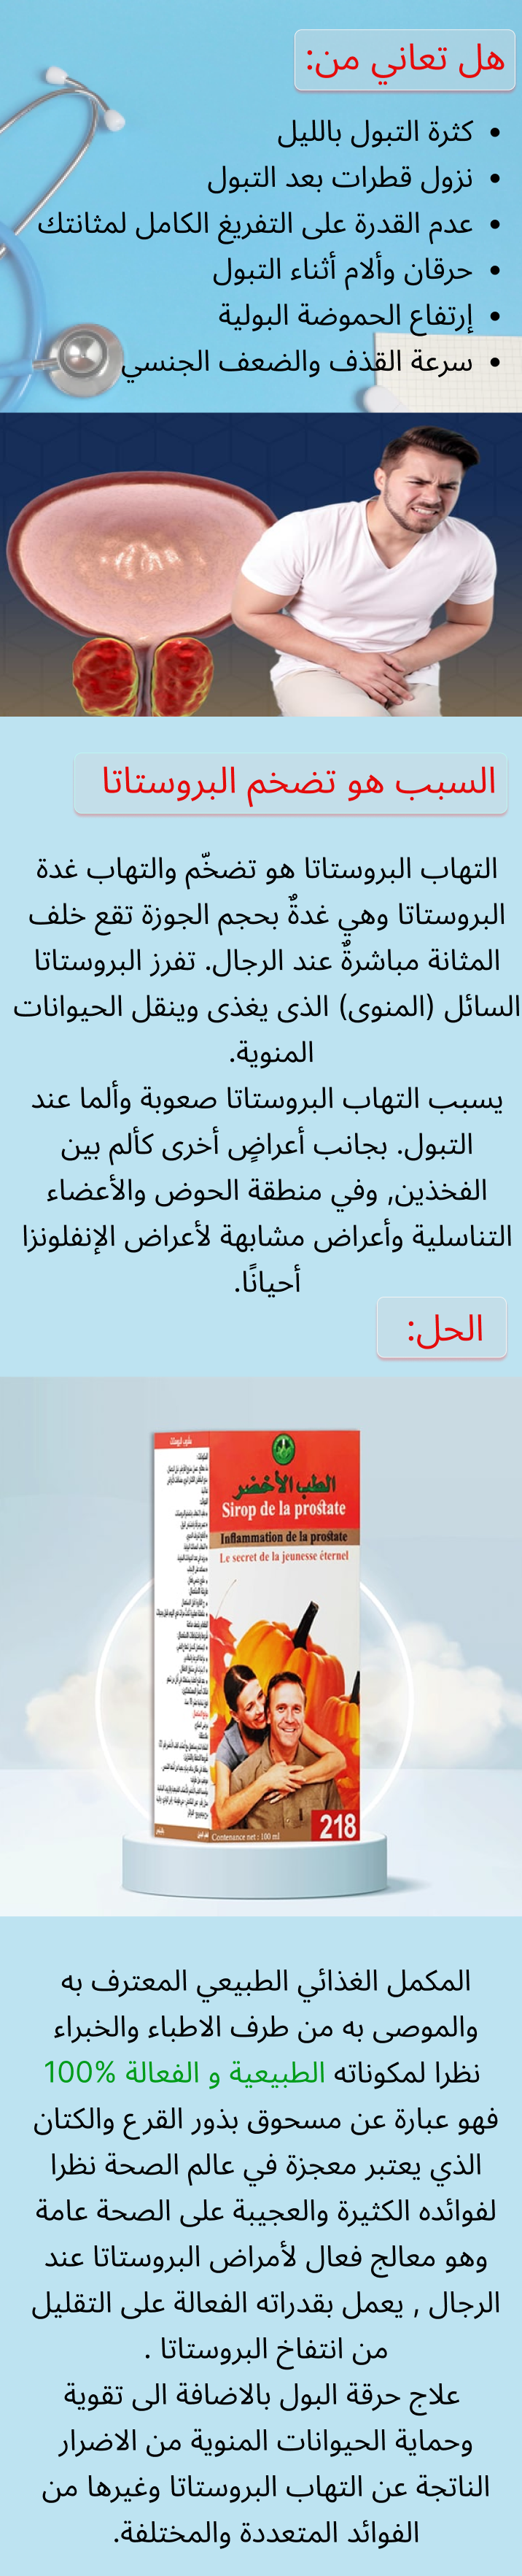 هل تعاني من:
• كثرة التبول بالليل
• نزول قطرات بعد التبول
• عدم القدرة على التفريغ الكامل لمثانتك
• حرقان وألام أثناء التبول
• إرتفاع الحموضة البولية
• سرعة القذف والضعف الجنسي
السبب هو تضخم البروستاتا
التهاب البروستاتا هو تضخّم والتهاب غدة
البروستاتا وهي غدةٌ بحجم الجوزة تقع خلف
المثانة مباشرةٌ عند الرجال. تفرز البروستاتا
السائل (المنوى) الذى يغذى وينقل الحيوانات
المنوية.
يسبب التهاب البروستاتا صعوبة وألما عند
التبول. بجانب أعراضٍ أخرى كألم بين
الفخذين, وفي منطقة الحوض والأعضاء
التناسلية وأعراض مشابهة لأعراض الإنفلونزا
أحيانًا.
الحل:
الطب الأخضر
Sirop de la prostate
Inflammation de la prostate
Le secret de la jeunesse éternel
218
Contenance net : 100 ml
المكمل الغذائي الطبيعي المعترف به
والموصى به من طرف الاطباء والخبراء
نظرا لمكوناته الطبيعية و الفعالة %100
فهو عبارة عن مسحوق بذور القرع والكتان
الذي يعتبر معجزة في عالم الصحة نظرا
لفوائده الكثيرة والعجيبة على الصحة عامة
وهو معالج فعال لأمراض البروستاتا عند
الرجال , يعمل بقدراته الفعالة على التقليل
من انتفاخ البروستاتا .
علاج حرقة البول بالاضافة الى تقوية
وحماية الحيوانات المنوية من الاضرار
الناتجة عن التهاب البروستاتا وغيرها من
الفوائد المتعددة والمختلفة.